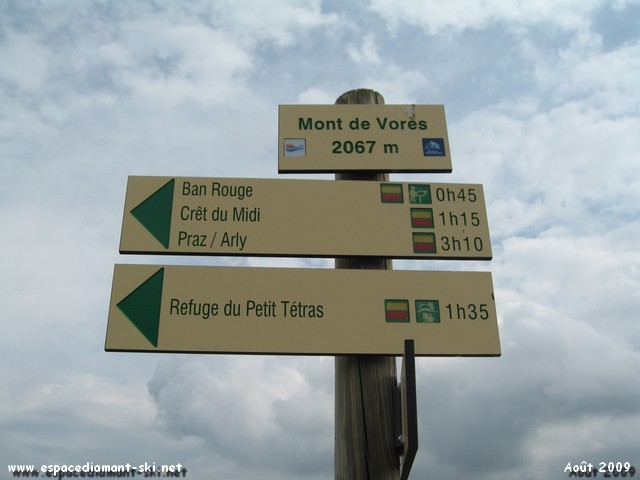 Mont de Vorès
2067 m
Ban Rouge 0h45
Crêt du Midi 1h15
Praz / Arly 3h10
Refuge du Petit Tétras 1h35
www.espacediamant-ski.net Août 2009